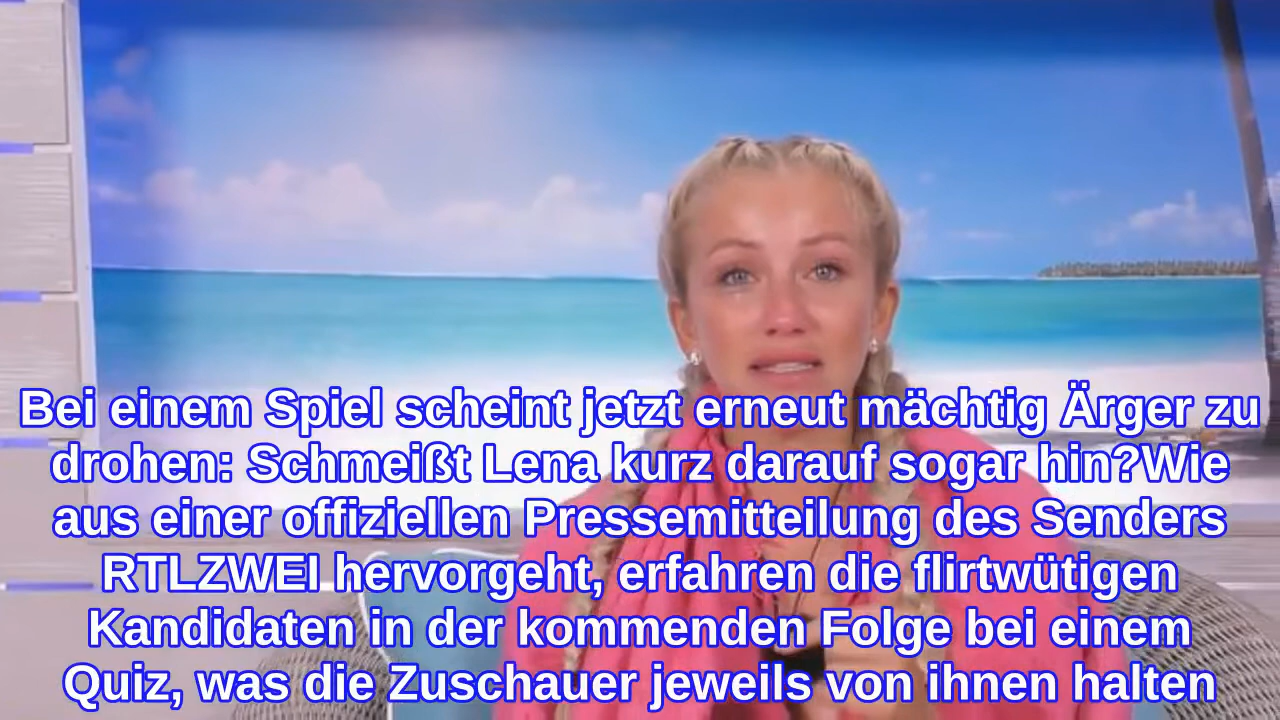 Bei einem Spiel scheint jetzt erneut mächtig Ärger zu
drohen: Schmeißt Lena kurz darauf sogar hin?Wie
aus einer offiziellen Pressemitteilung des Senders
RTLZWEI hervorgeht, erfahren die flirtwütigen
Kandidaten in der kommenden Folge bei einem
Quiz, was die Zuschauer jeweils von ihnen halten